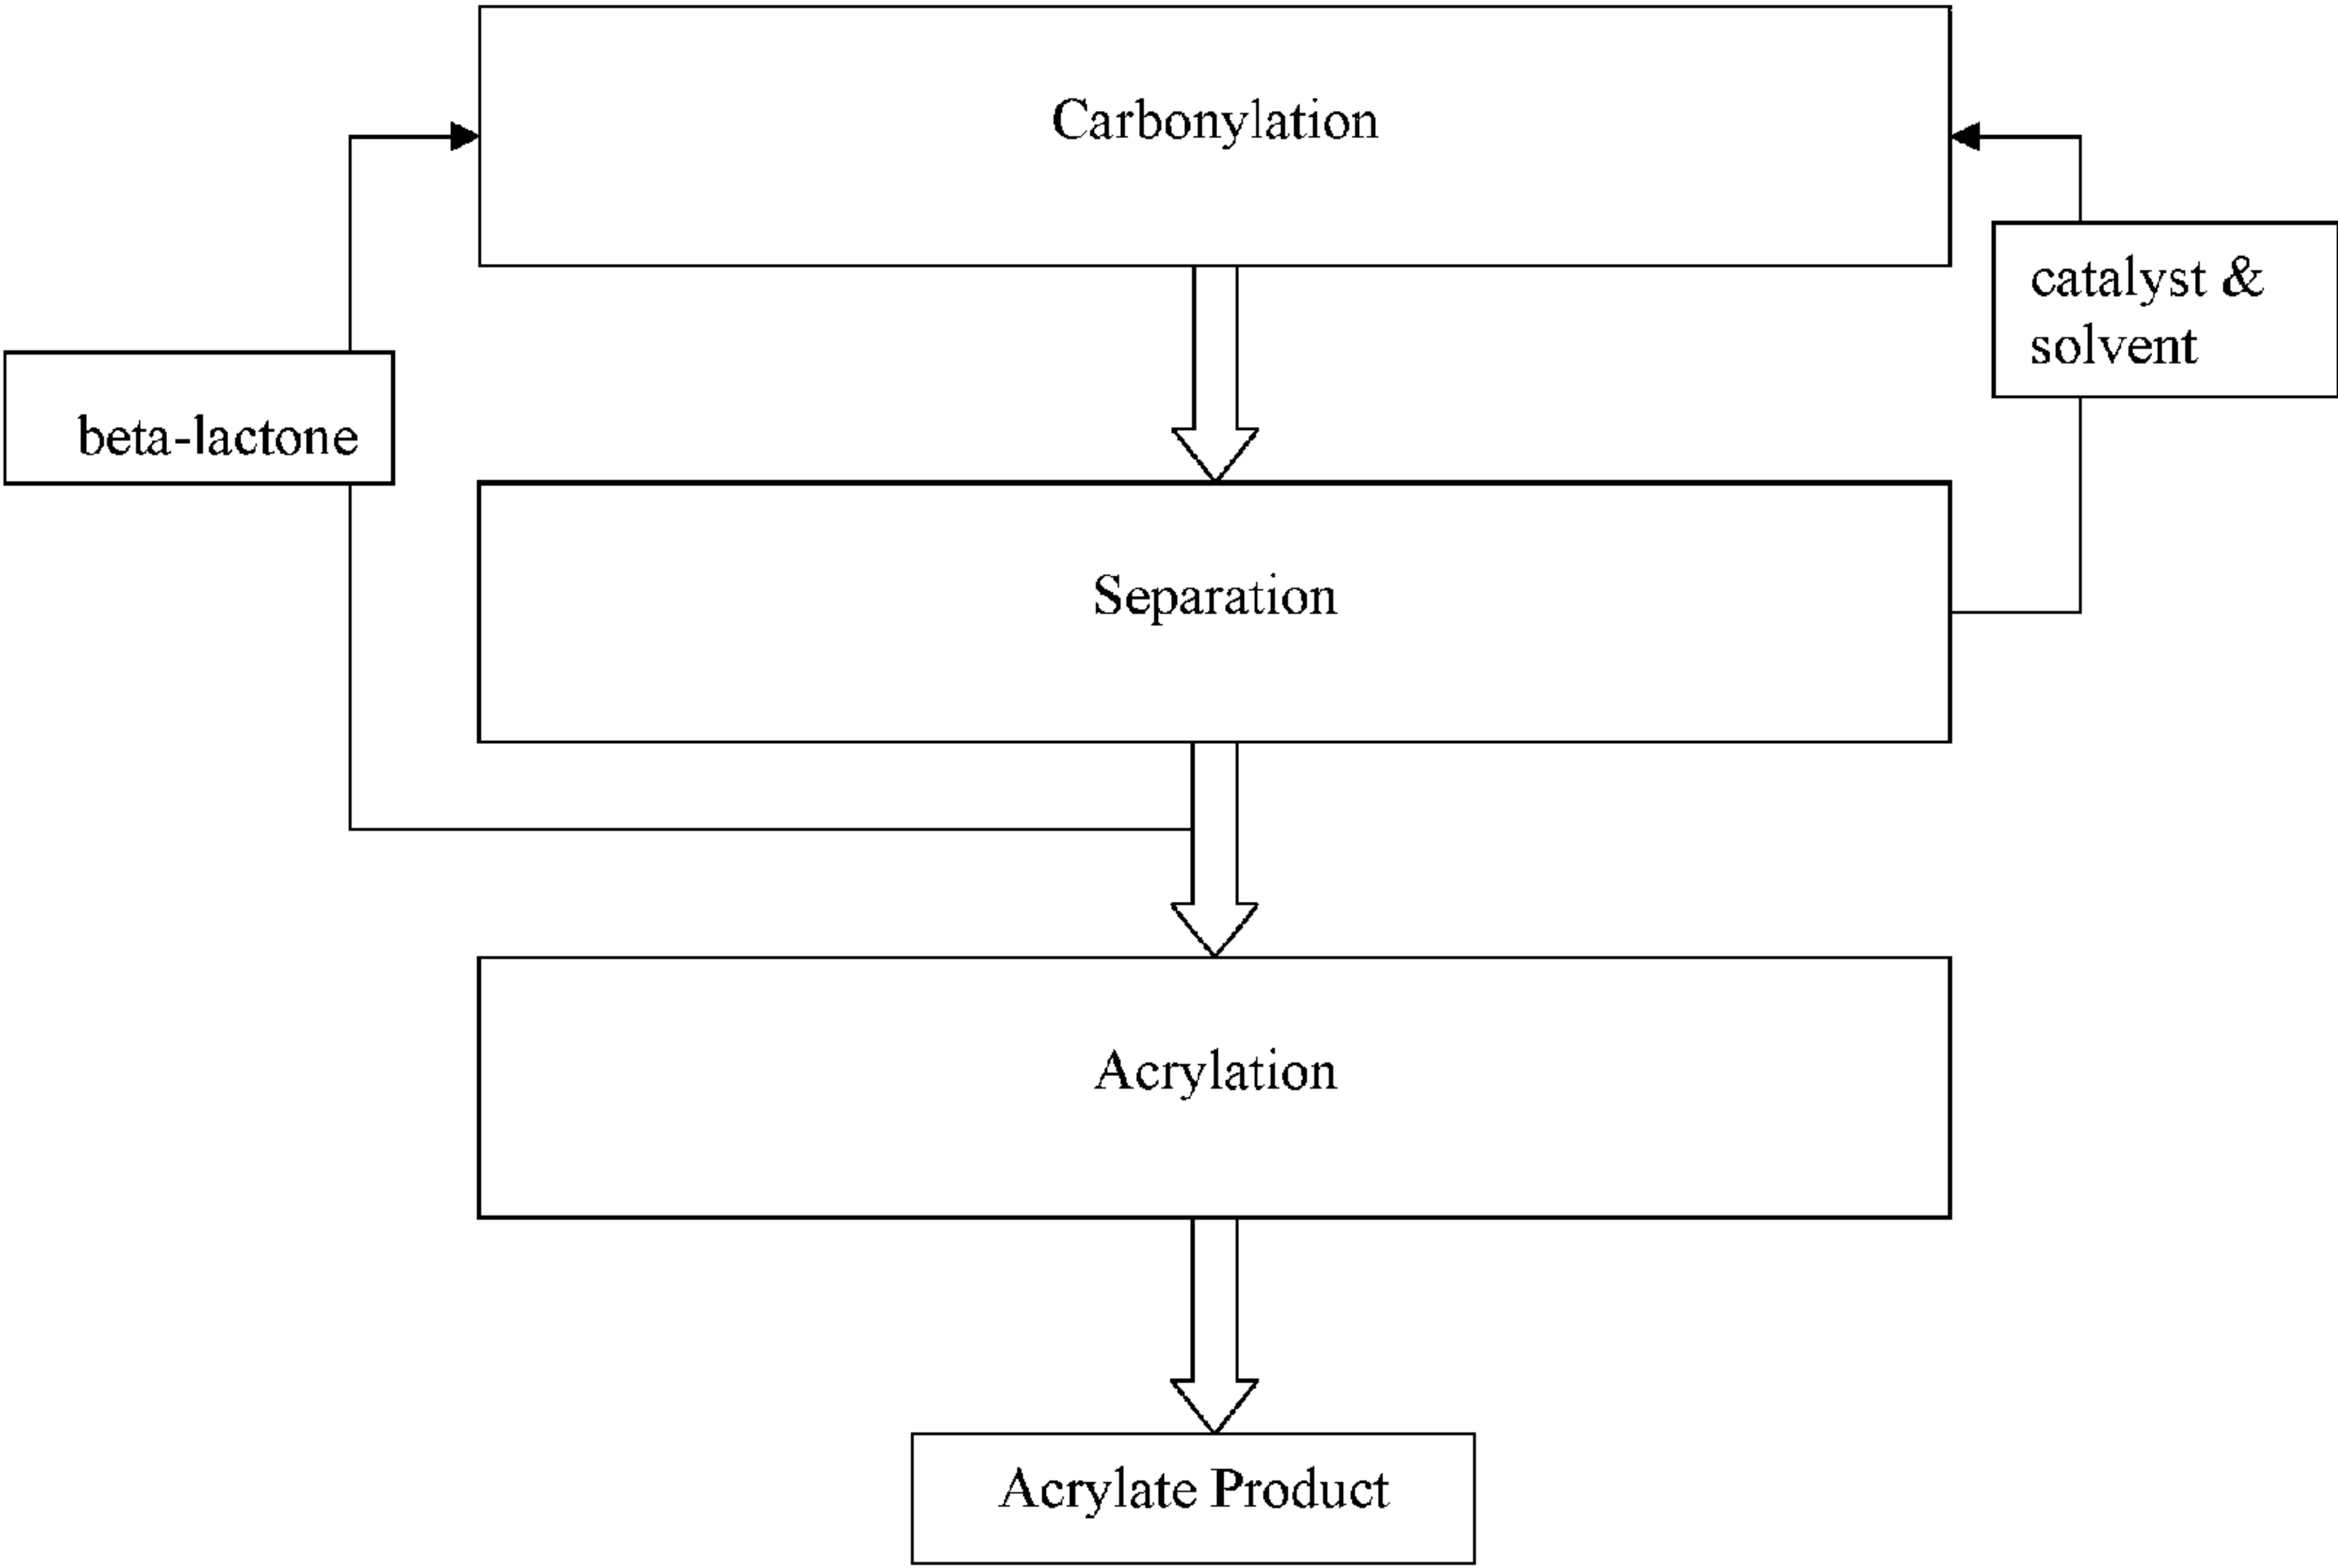 Carbonylation
catalyst &
solvent
beta-lactone
Separation
Acrylation
Acrylate Product